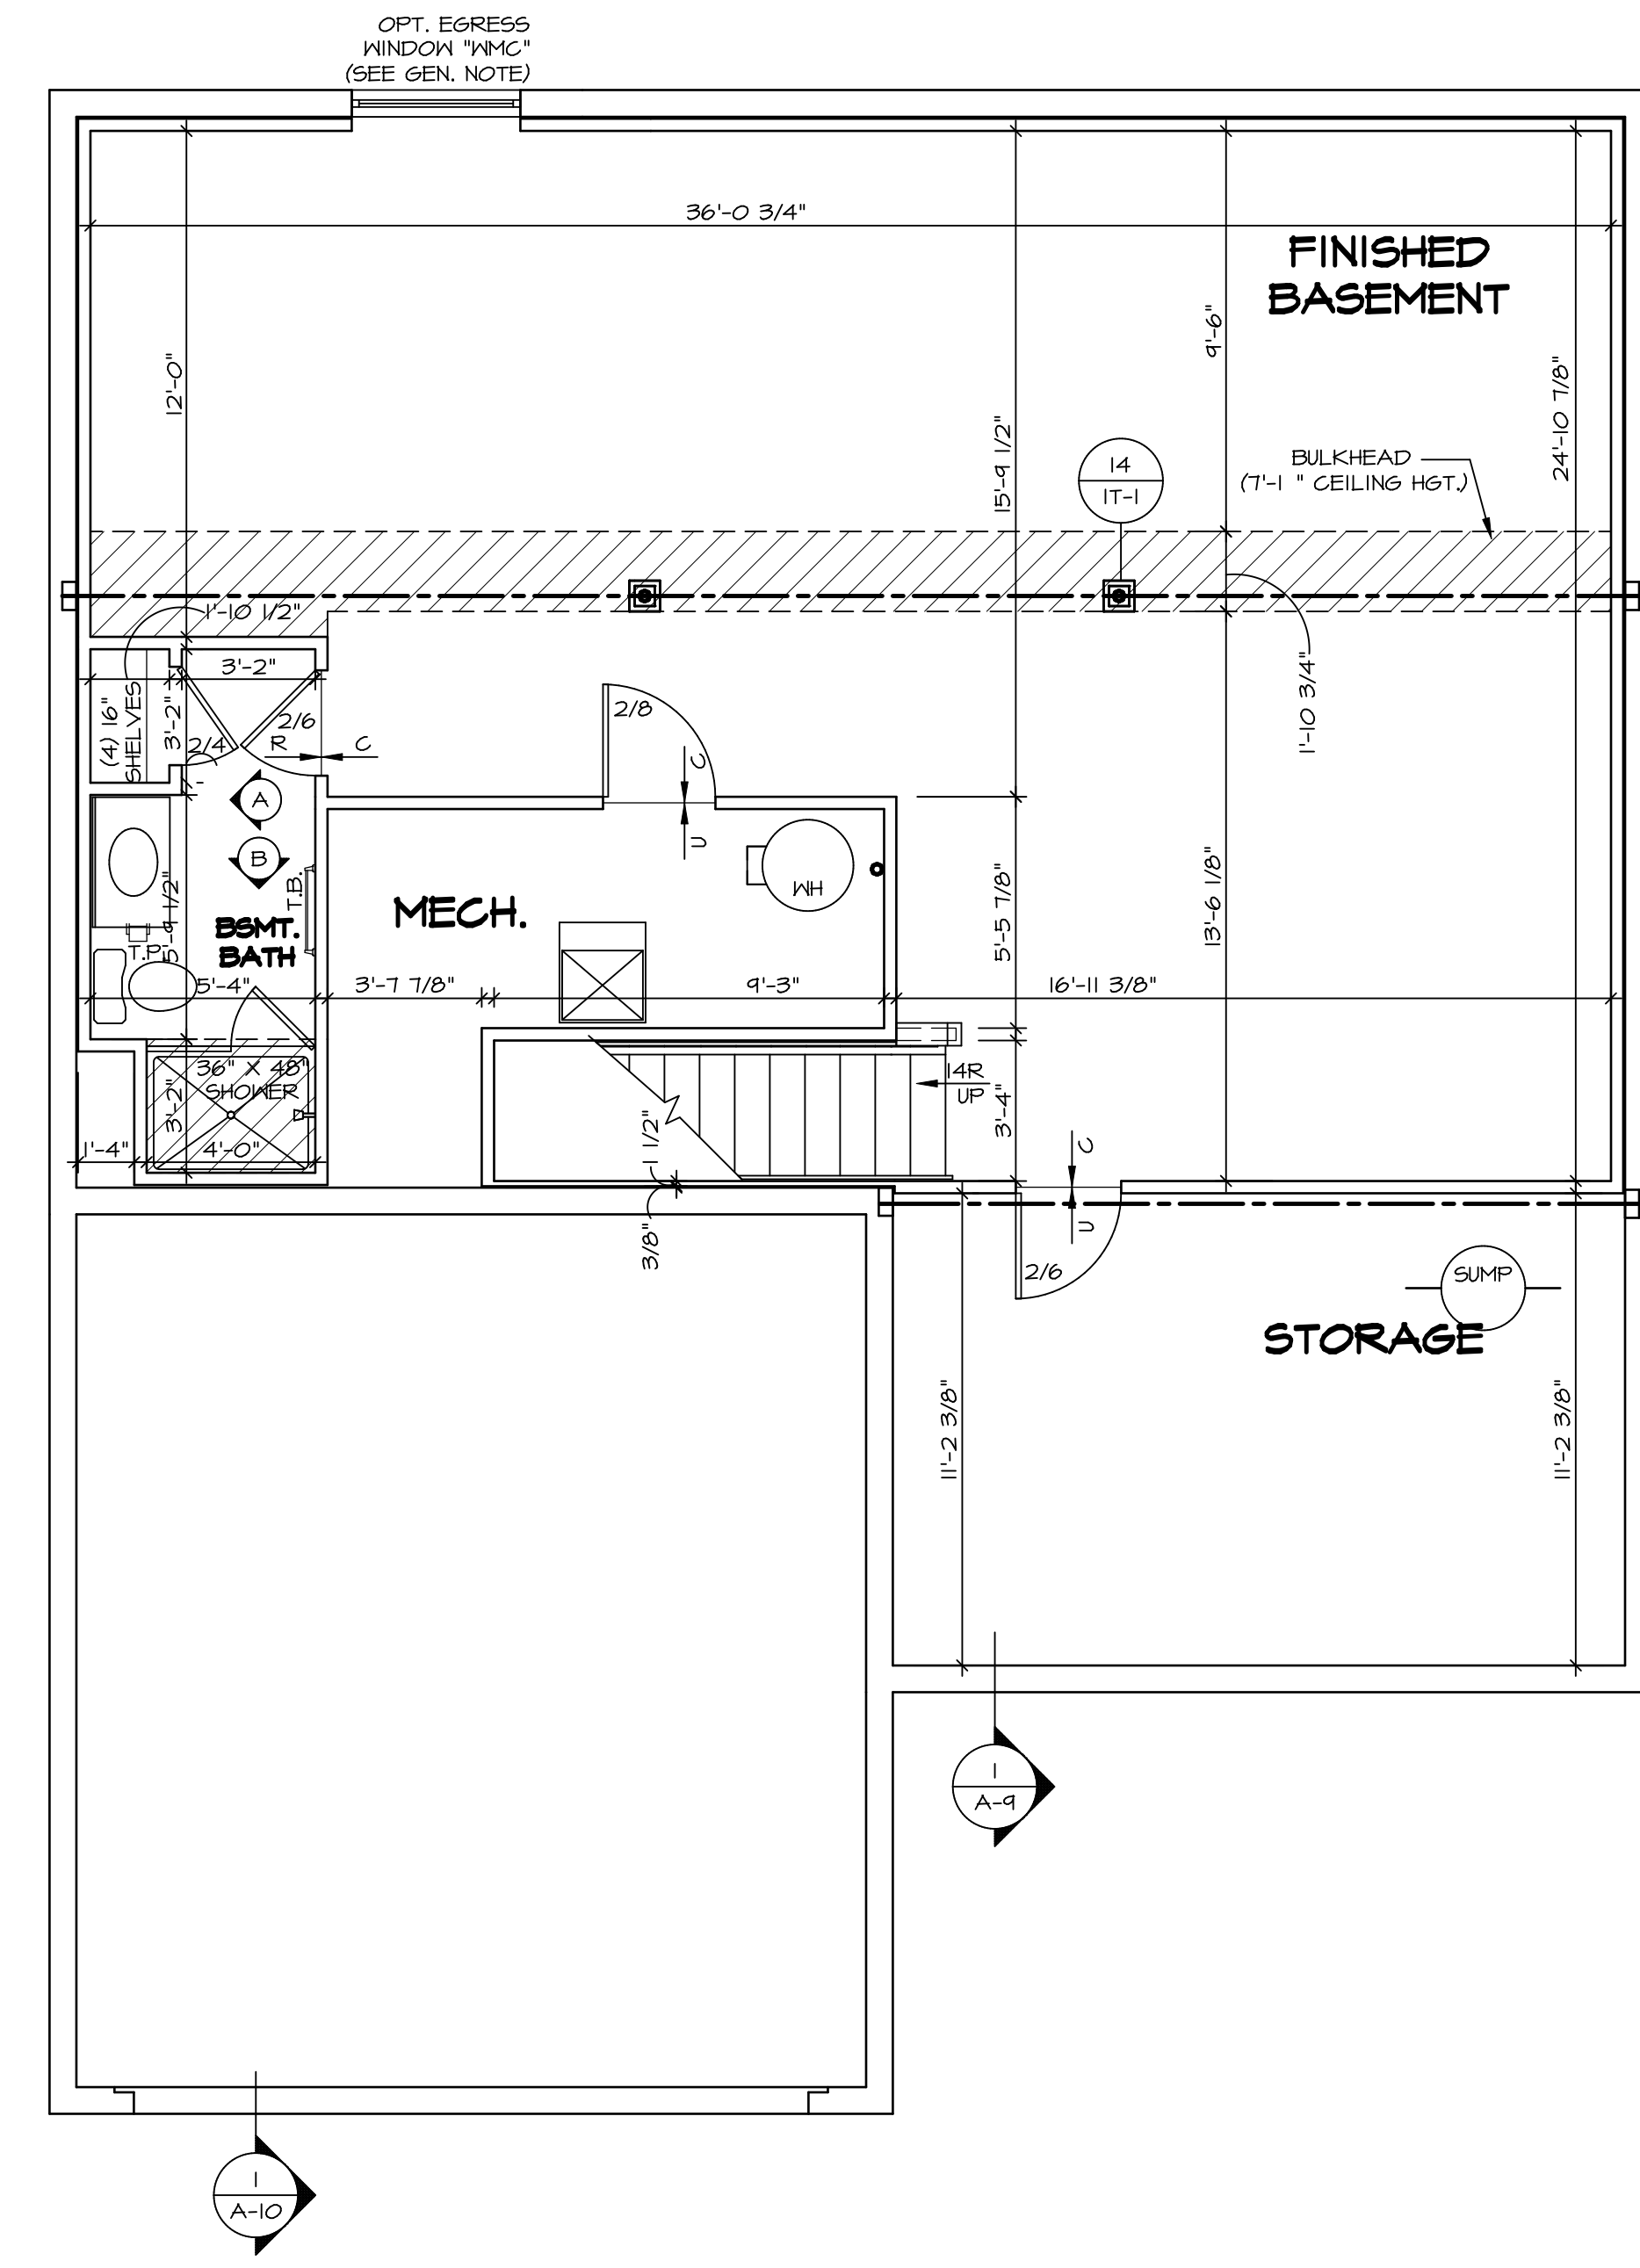 OPT. EGRESS
WINDOW "WMC"
(SEE GEN. NOTE)
36'-0 3/4"
FINISHED
BASEMENT
12'-0"
9'-6"
15'-9 1/2"
24'-10 7/8"
14
1T-1
BULKHEAD
(7'-1 " CEILING HGT.)
1'-10 1/2"
3'-2"
(4) 16"
SHELVES
3'-2"
2/4
2/6
R
C
2/8
C
U
1'-10 3/4"
A
B
T.B.
5'-9 1/2"
BSMT.
BATH
T.P.
MECH.
WH
5'-5 7/8"
13'-6 1/8"
5'-4"
3'-7 7/8"
9'-3"
16'-11 3/8"
36" X 48"
SHOWER
3'-2"
1'-4"
4'-0"
14R
UP
3'-4"
11 1/2"
3/8"
C
U
2/6
SUMP
STORAGE
11'-2 3/8"
11'-2 3/8"
1
A-9
1
A-10